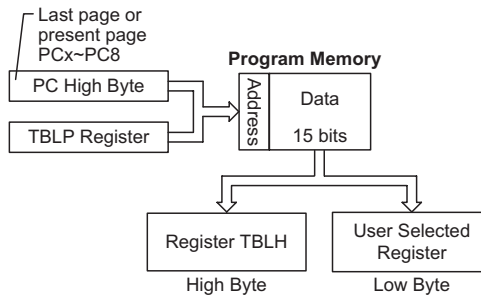 Last page or
present page
PCx~PC8
Program Memory
PC High Byte
TBLP Register
Address
Data
15 bits
Register TBLH
User Selected
Register
High Byte
Low Byte